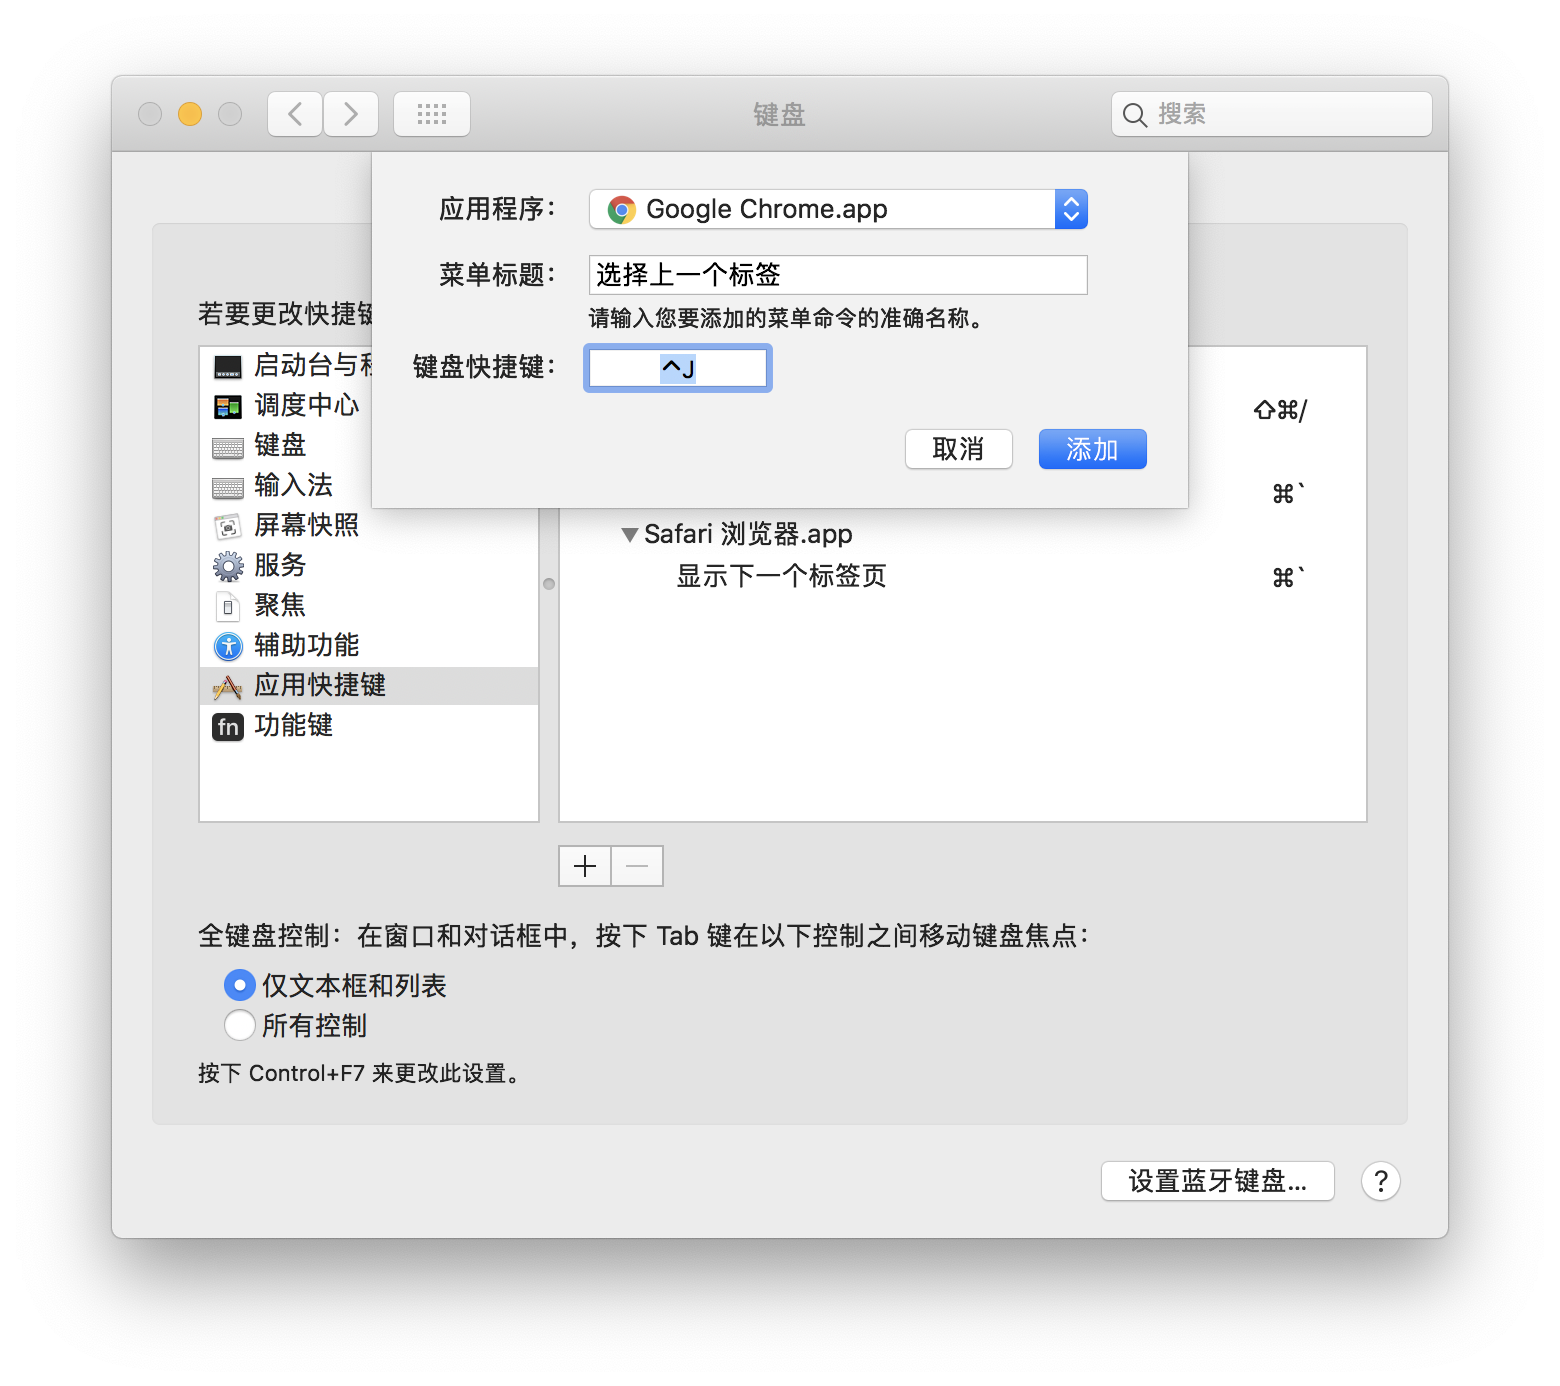 键盘
搜索
应用程序：
Google Chrome.app
菜单标题：
选择上一个标签
请输入您要添加的菜单命令的准确名称。
键盘快捷键：
^J
取消
添加
若要更改快捷键
启动台与程
调度中心
键盘
输入法
屏幕快照
服务
聚焦
辅助功能
应用快捷键
fn 功能键
⇧⌘/
⌘`
Safari 浏览器.app
显示下一个标签页 ⌘`
全键盘控制：在窗口和对话框中，按下 Tab 键在以下控制之间移动键盘焦点：
仅文本框和列表
所有控制
按下 Control+F7 来更改此设置。
设置蓝牙键盘...
?